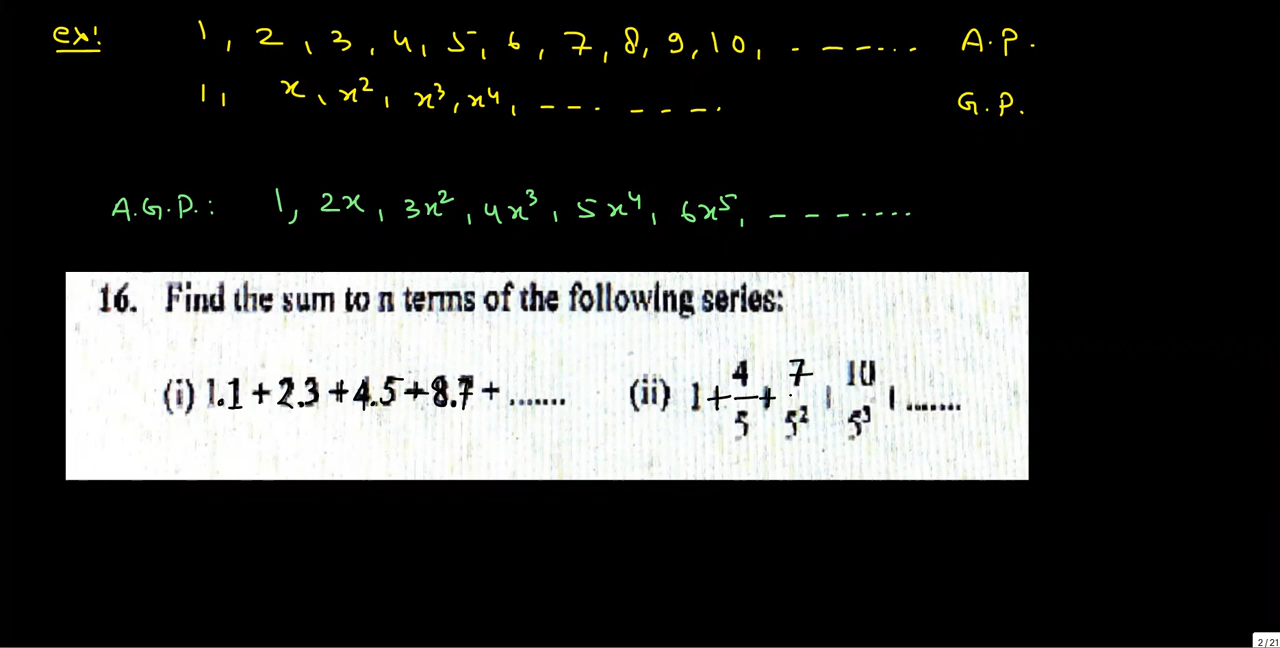 ex: 1, 2, 3, 4, 5, 6, 7, 8, 9, 10, . - - - ... A.P.
1, x, x², x³, x⁴, - - - . - - - . G.P.
A.G.P.: 1, 2x, 3x², 4x³, 5x⁴, 6x⁵, - - - - ....
16. Find the sum to n terms of the following series:
(i) 1.1 + 2.3 + 4.5 + 8.7 + ....... (ii) 1 + 4/5 + 7/5² + 10/5³ + .......
2/21